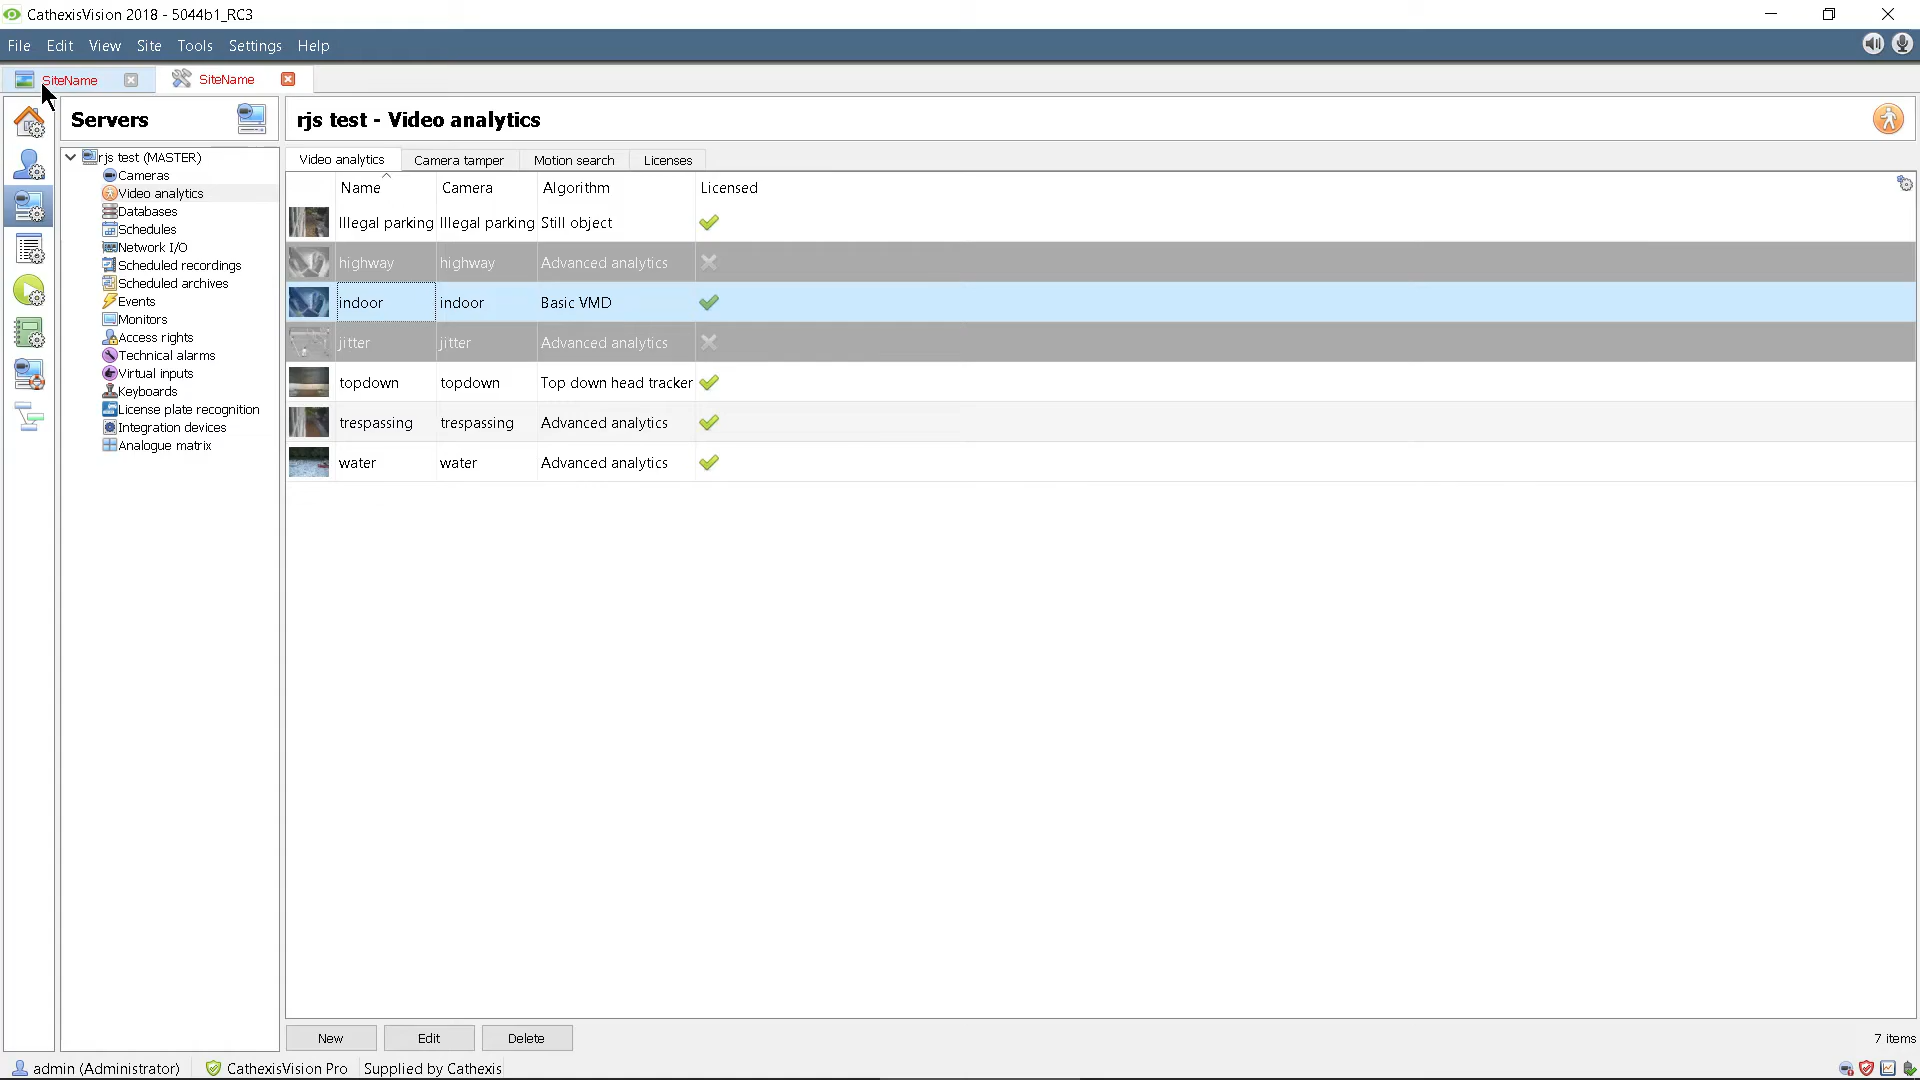 CathexisVision 2018 - 5044b1_RC3
File Edit View Site Tools Settings Help
SiteName SiteName
Servers
rjs test (MASTER)
Cameras
Video analytics
Databases
Schedules
Network I/O
Scheduled recordings
Scheduled archives
Events
Monitors
Access rights
Technical alarms
Virtual inputs
Keyboards
License plate recognition
Integration devices
Analogue matrix
rjs test - Video analytics
Video analytics Camera tamper Motion search Licenses
Name Camera Algorithm Licensed
Illegal parking Illegal parking Still object
highway highway Advanced analytics
indoor indoor Basic VMD
jitter jitter Advanced analytics
topdown topdown Top down head tracker
trespassing trespassing Advanced analytics
water water Advanced analytics
New Edit Delete 7 items
admin (Administrator) CathexisVision Pro Supplied by Cathexis